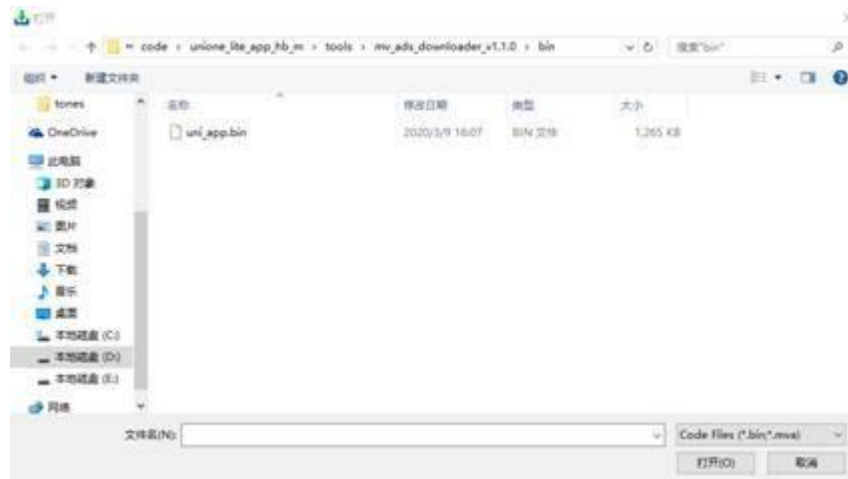 打开
code › unione_lite_app_hb_m › tools › mv_ads_downloader_v1.1.0 › bin
搜索"bin"
组织 新建文件夹
tones
名称 修改日期 类型 大小
OneDrive
uni_app.bin 2020/3/9 16:07 BIN 文件 1,265 KB
此电脑
3D 对象
视频
图片
文档
下载
音乐
桌面
本地磁盘 (C:)
本地磁盘 (D:)
本地磁盘 (E:)
网络
文件名(N):
Code Files (*.bin;*.mva)
打开(O) 取消